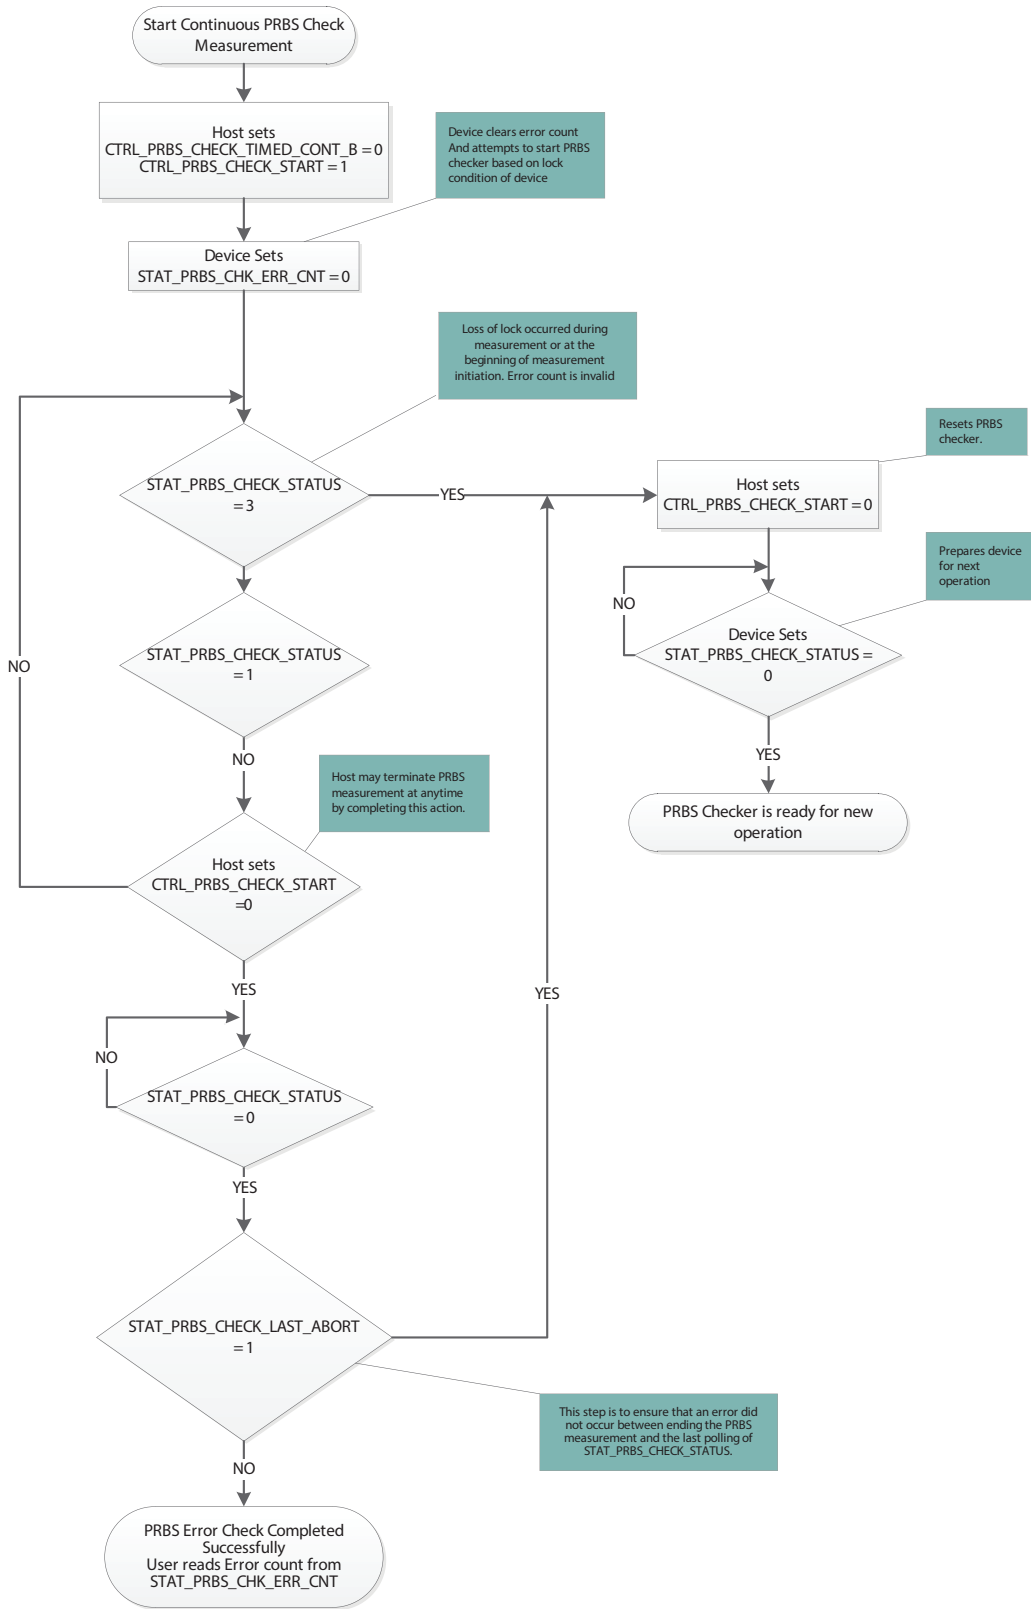 Start Continuous PRBS Check
Measurement
Host sets
CTRL_PRBS_CHECK_TIMED_CONT_B = 0
CTRL_PRBS_CHECK_START = 1
Device clears error count
And attempts to start PRBS
checker based on lock
condition of device
Device Sets
STAT_PRBS_CHK_ERR_CNT = 0
Loss of lock occurred during
measurement or at the
beginning of measurement
initiation. Error count is invalid
STAT_PRBS_CHECK_STATUS
= 3
YES
Resets PRBS
checker.
Host sets
CTRL_PRBS_CHECK_START = 0
Prepares device
for next
operation
NO
Device Sets
STAT_PRBS_CHECK_STATUS =
0
YES
PRBS Checker is ready for new
operation
STAT_PRBS_CHECK_STATUS
= 1
NO
NO
Host may terminate PRBS
measurement at anytime
by completing this action.
Host sets
CTRL_PRBS_CHECK_START
=0
YES
YES
NO
STAT_PRBS_CHECK_STATUS
= 0
YES
STAT_PRBS_CHECK_LAST_ABORT
= 1
This step is to ensure that an error did
not occur between ending the PRBS
measurement and the last polling of
STAT_PRBS_CHECK_STATUS.
NO
PRBS Error Check Completed
Successfully
User reads Error count from
STAT_PRBS_CHK_ERR_CNT